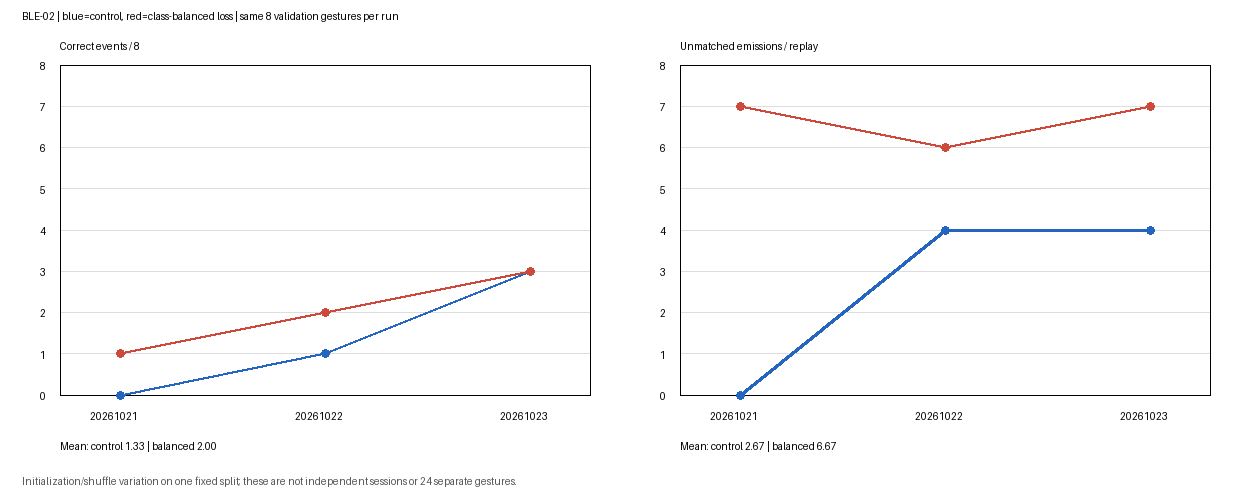 BLE-02 | blue=control, red=class-balanced loss | same 8 validation gestures per run
Correct events / 8
8
7
6
5
4
3
2
1
0
20261021 20261022 20261023
Mean: control 1.33 | balanced 2.00
Unmatched emissions / replay
8
7
6
5
4
3
2
1
0
20261021 20261022 20261023
Mean: control 2.67 | balanced 6.67
Initialization/shuffle variation on one fixed split; these are not independent sessions or 24 separate gestures.